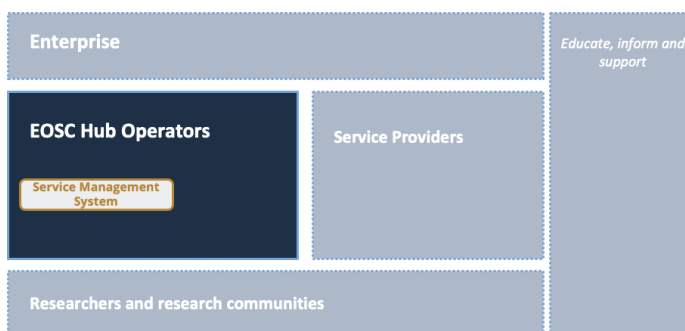 Enterprise
Educate, inform and
support
EOSC Hub Operators
Service Providers
Service Management
System
Researchers and research communities